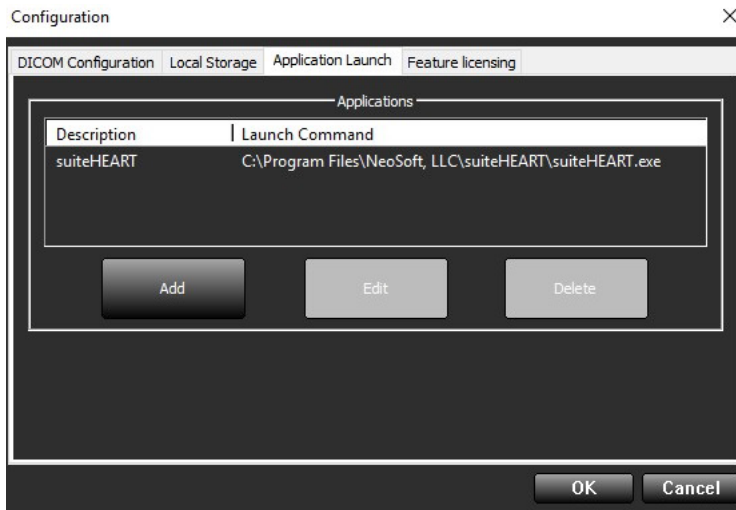 Configuration
DICOM Configuration Local Storage Application Launch Feature licensing
Applications
Description Launch Command
suiteHEART C:\Program Files\NeoSoft, LLC\suiteHEART\suiteHEART.exe
Add Edit Delete
OK Cancel